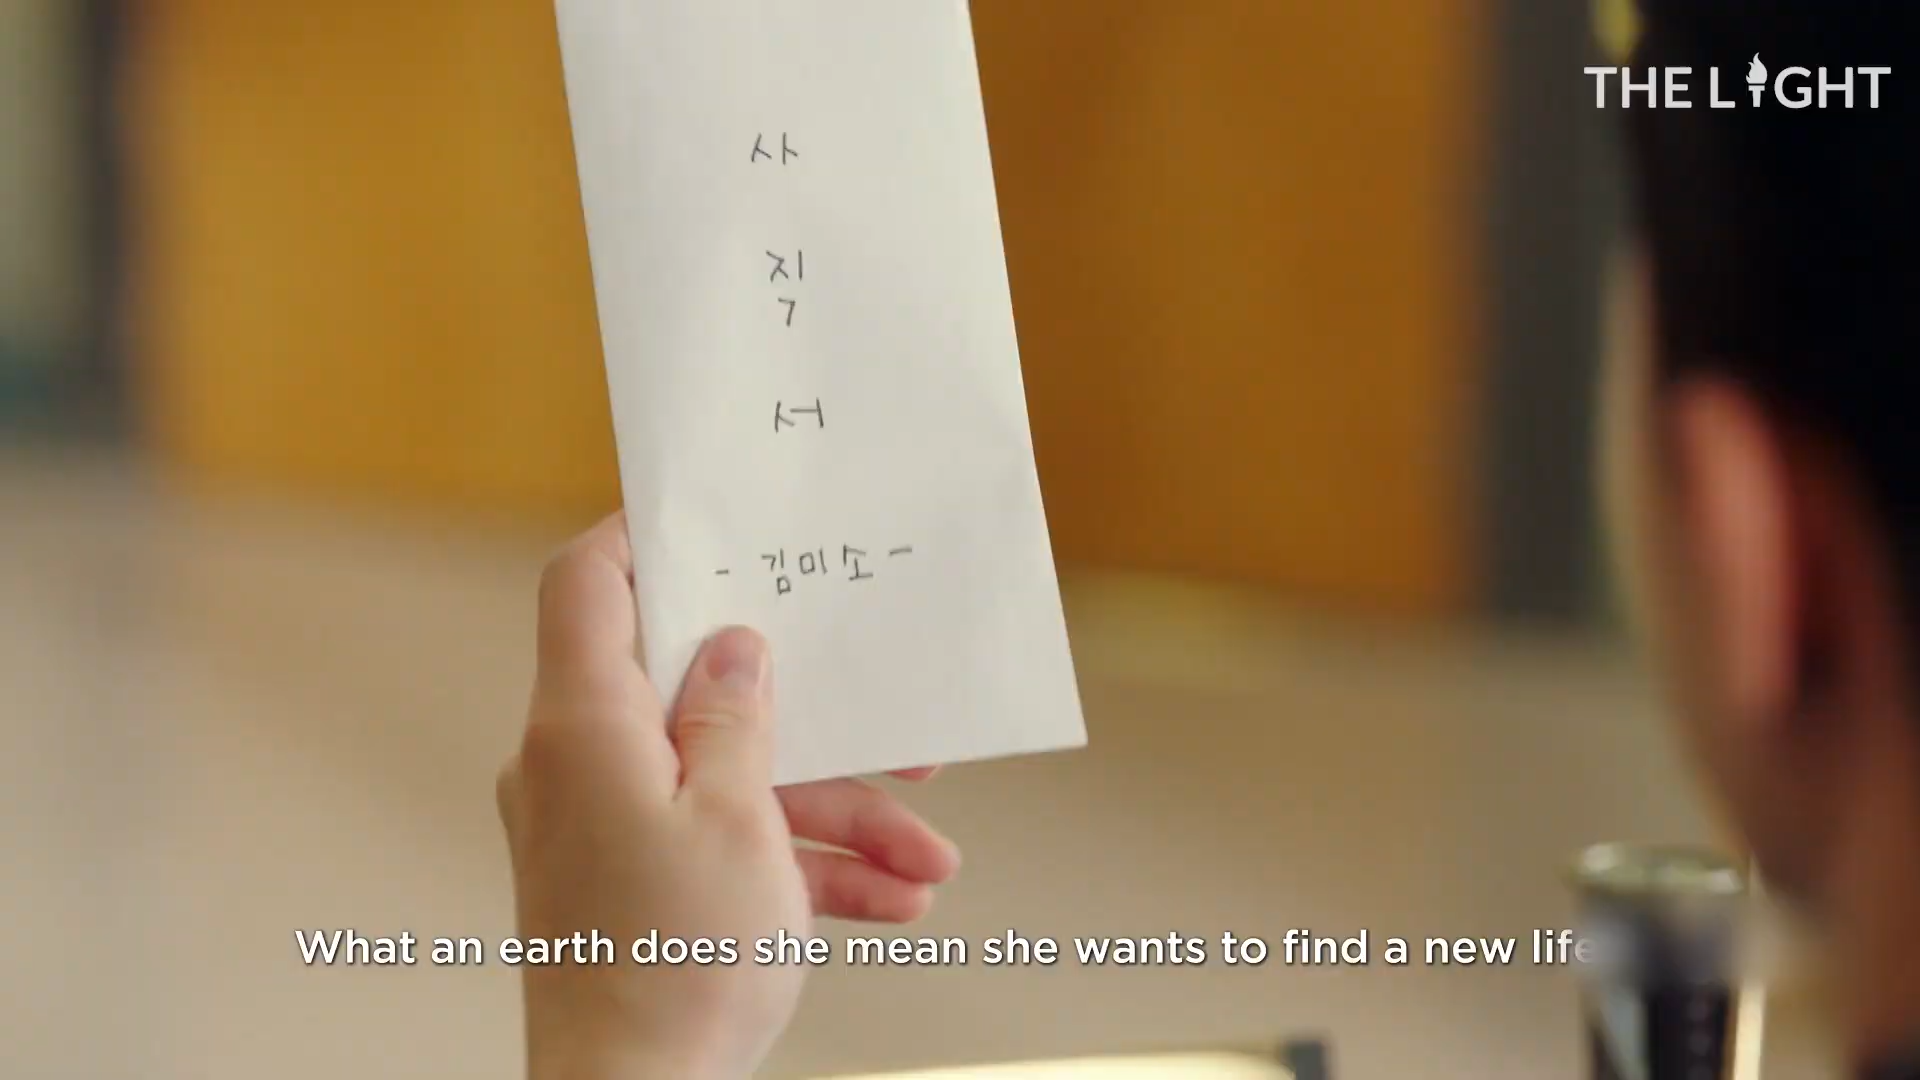 THE LIGHT
사
직
서
- 김미소 -
What an earth does she mean she wants to find a new life